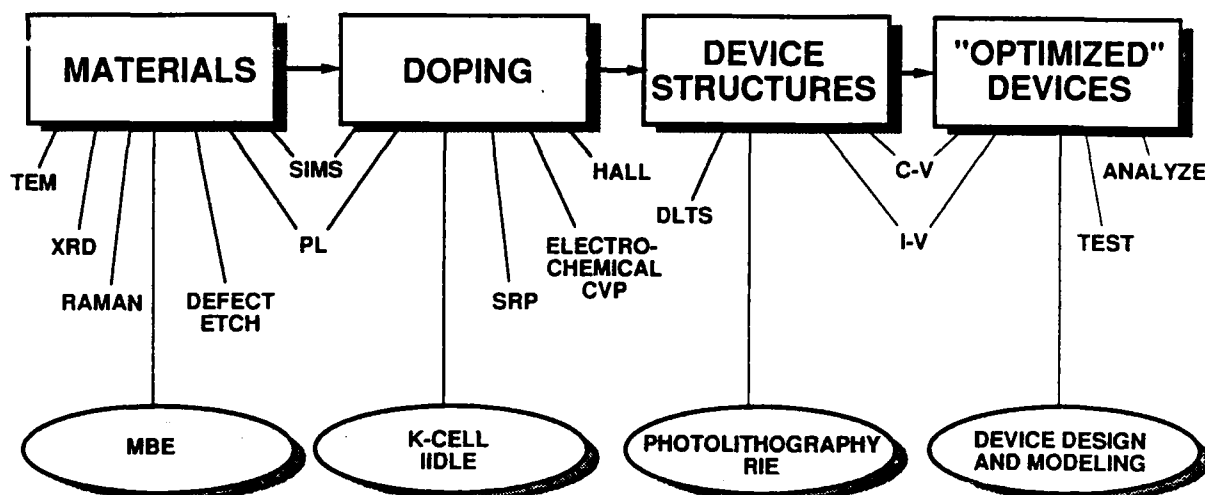 MATERIALS
DOPING
DEVICE
STRUCTURES
"OPTIMIZED"
DEVICES
TEM
XRD
RAMAN
DEFECT
ETCH
PL
SIMS
SRP
ELECTRO-
CHEMICAL
CVP
HALL
DLTS
C-V
I-V
TEST
ANALYZE
MBE
K-CELL
IIDLE
PHOTOLITHOGRAPHY
RIE
DEVICE DESIGN
AND MODELING